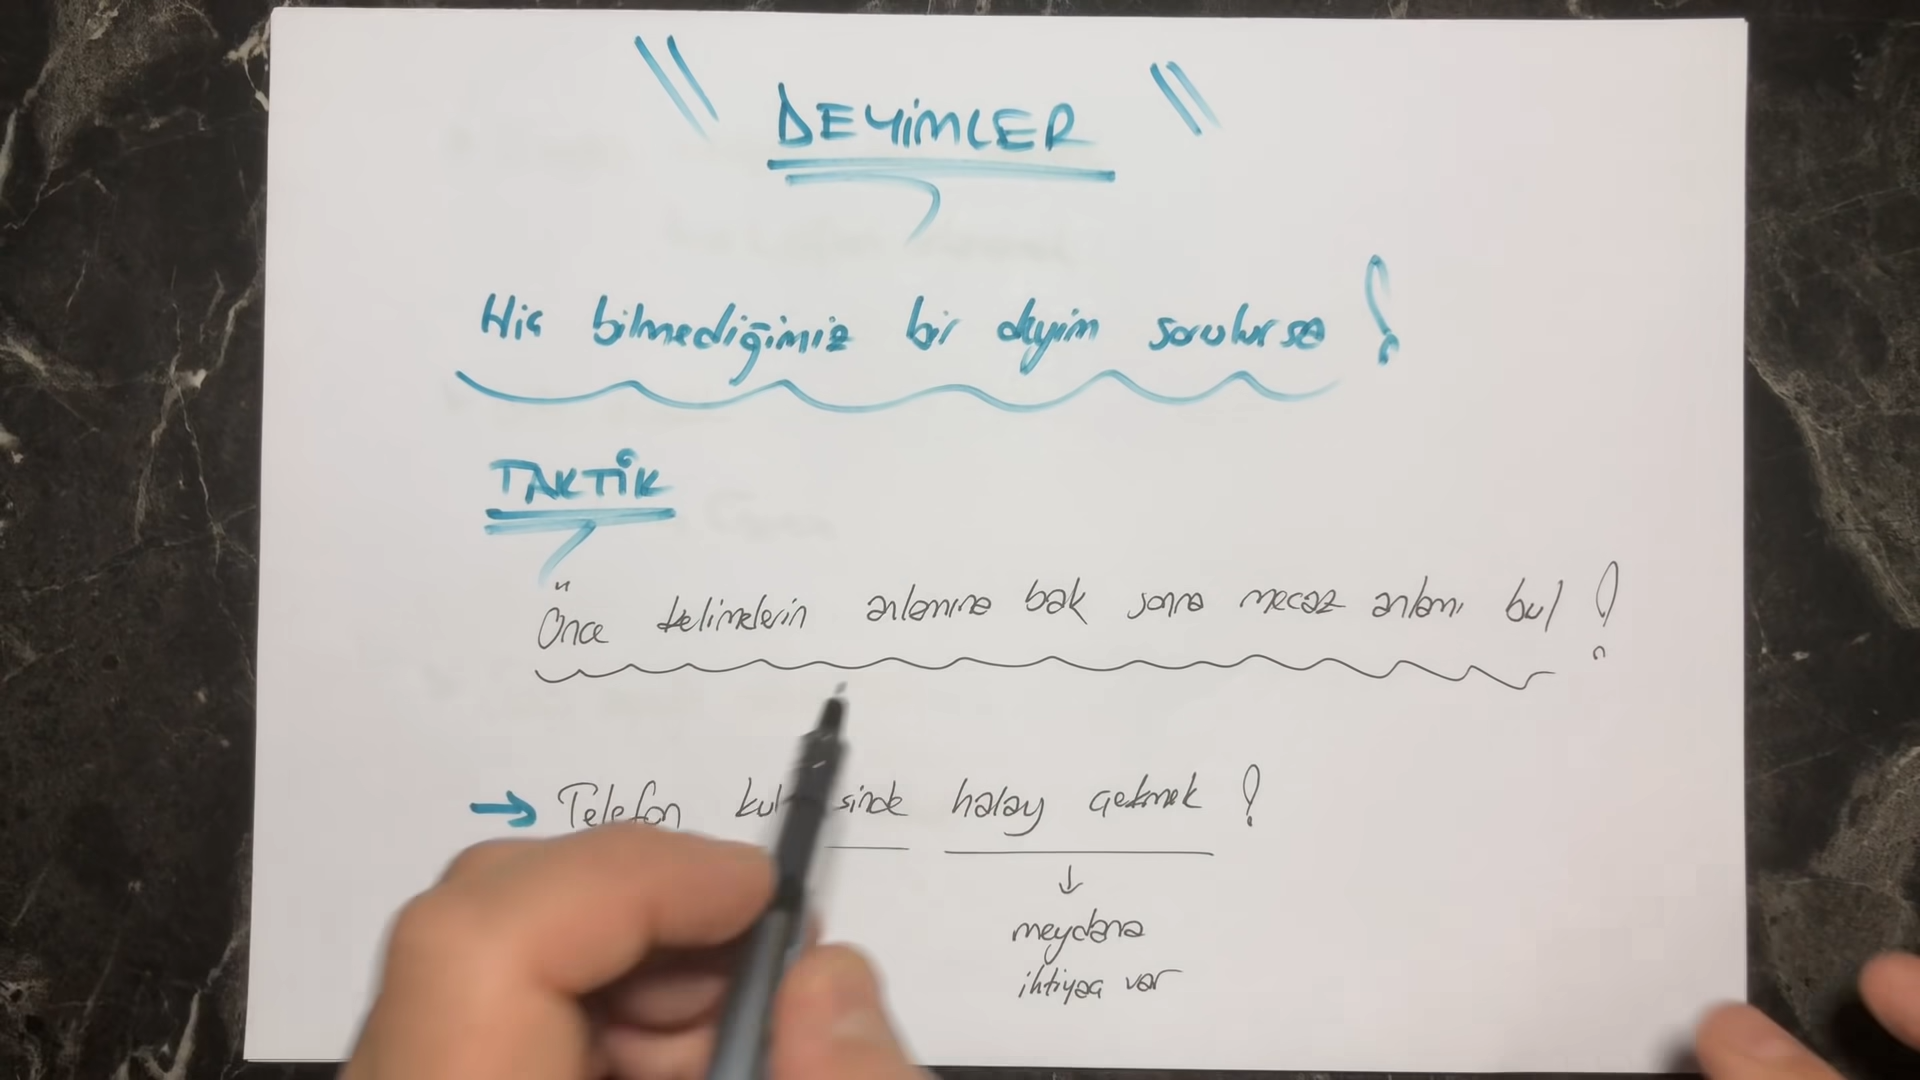 " DEYİMLER "
Hiç bilmediğimiz bir deyim sorulursa !
TAKTİK
Önce kelimelerin anlamına bak sonra mecaz anlamı bul !
→ Telefon halay çekmek !
↓
meydana
ihtiyaç var